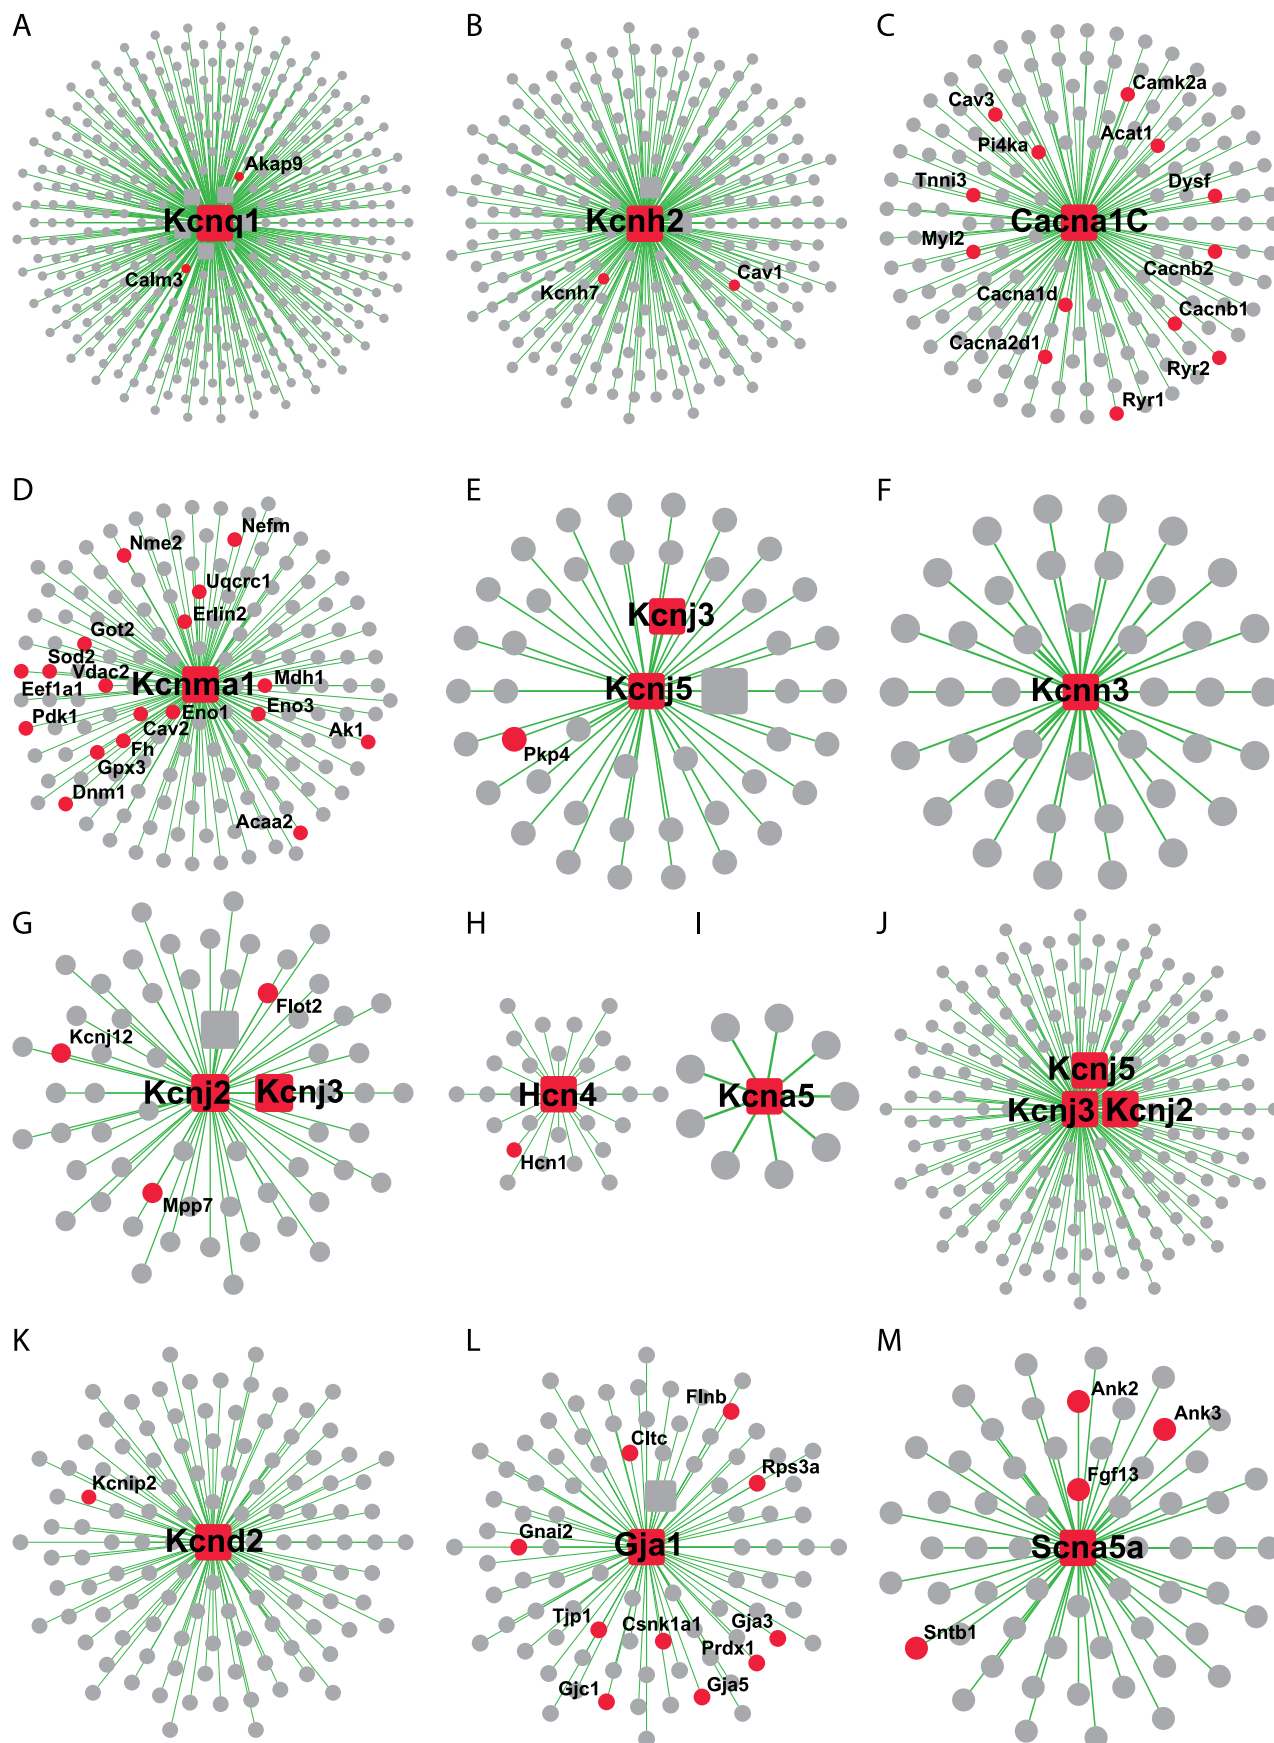 A
B
C
Akap9
Kcnq1
Calm3
Kcnh2
Kcnh7
Cav1
Camk2a
Cav3
Acat1
Pi4ka
Tnni3
Dysf
Cacna1C
Myl2
Cacnb2
Cacna1d
Cacnb1
Cacna2d1
Ryr2
Ryr1
D
E
F
Nefm
Nme2
Uqcrc1
Erlin2
Got2
Sod2
Vdac2
Kcnma1
Mdh1
Eef1a1
Eno1
Eno3
Pdk1
Cav2
Ak1
Fh
Gpx3
Dnm1
Acaa2
Kcnj3
Kcnj5
Pkp4
Kcnn3
G
H
I
J
Flot2
Kcnj12
Kcnj2
Kcnj3
Mpp7
Hcn4
Hcn1
Kcna5
Kcnj5
Kcnj3
Kcnj2
K
L
M
Kcnip2
Kcnd2
Flnb
Cltc
Rps3a
Gnai2
Gja1
Tjp1
Csnk1a1
Gja3
Prdx1
Gjc1
Gja5
Ank2
Ank3
Fgf13
Scna5a
Sntb1